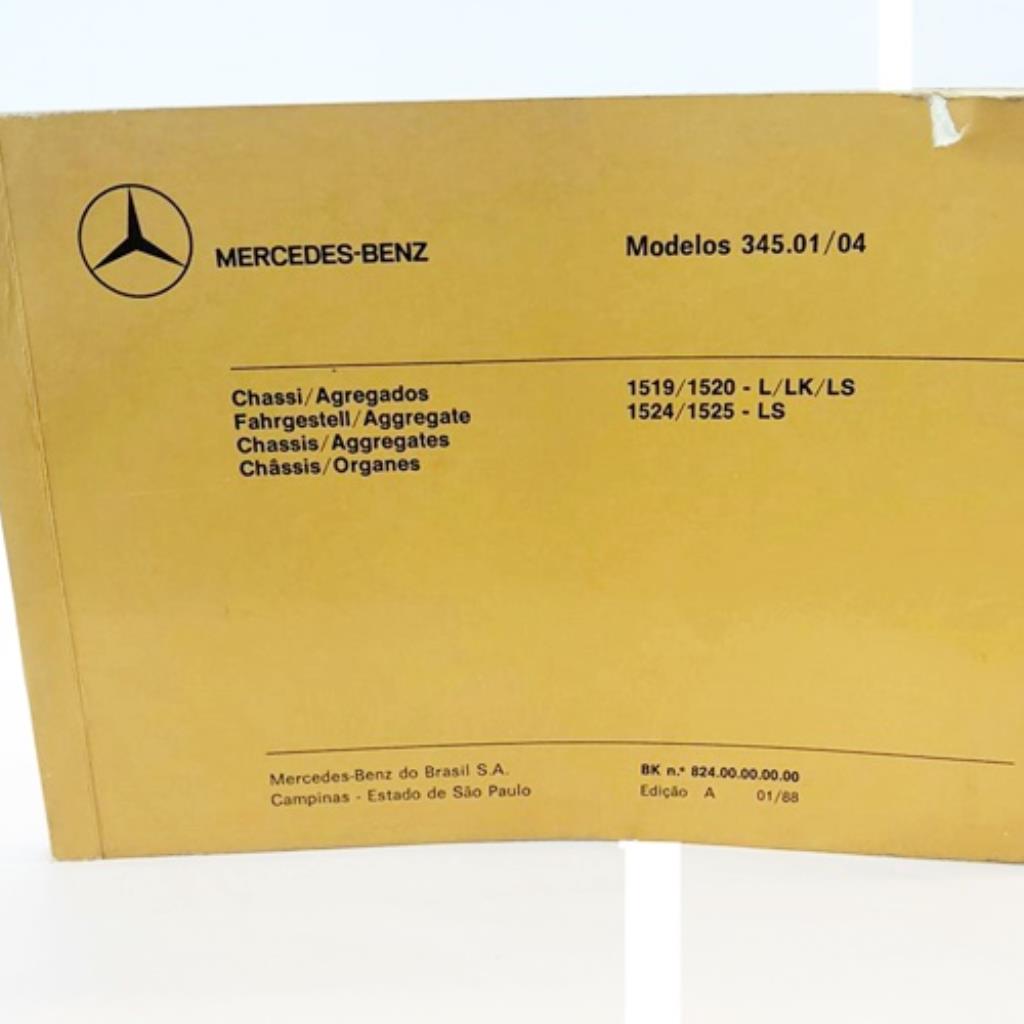 MERCEDES-BENZ
Modelos 345.01/04
Chassi/Agregados
Fahrgestell/Aggregate
Chassis/Aggregates
Châssis/Organes
1519/1520 - L/LK/LS
1524/1525 - LS
Mercedes-Benz do Brasil S.A.
Campinas - Estado de São Paulo
BK n.º 824.00.00.00.00
Edição A 01/88